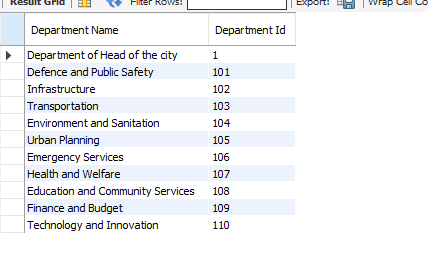 Result Grid Filter Rows: Export: Wrap Cell Co
Department Name Department Id
Department of Head of the city 1
Defence and Public Safety 101
Infrastructure 102
Transportation 103
Environment and Sanitation 104
Urban Planning 105
Emergency Services 106
Health and Welfare 107
Education and Community Services 108
Finance and Budget 109
Technology and Innovation 110